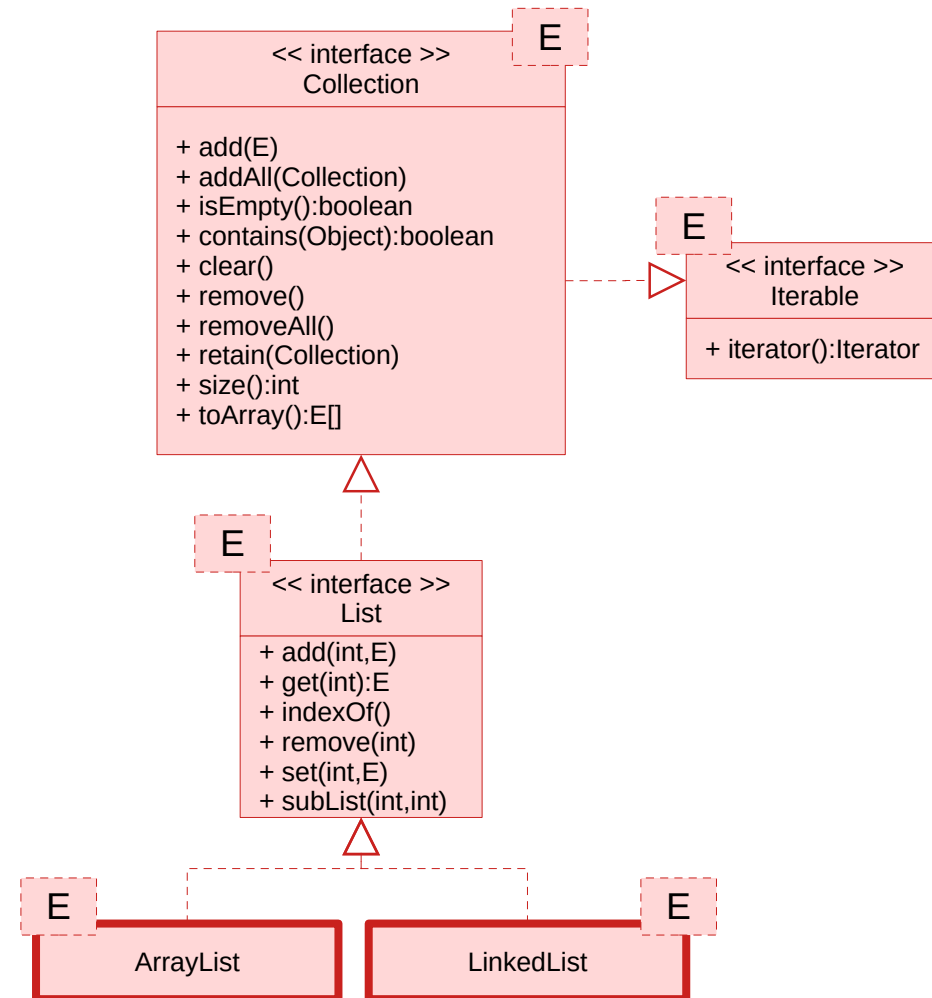 E
<< interface >>
Collection
+ add(E)
+ addAll(Collection)
+ isEmpty():boolean
+ contains(Object):boolean
+ clear()
+ remove()
+ removeAll()
+ retain(Collection)
+ size():int
+ toArray():E[]
E
<< interface >>
Iterable
+ iterator():Iterator
E
<< interface >>
List
+ add(int,E)
+ get(int):E
+ indexOf()
+ remove(int)
+ set(int,E)
+ subList(int,int)
E
ArrayList
E
LinkedList